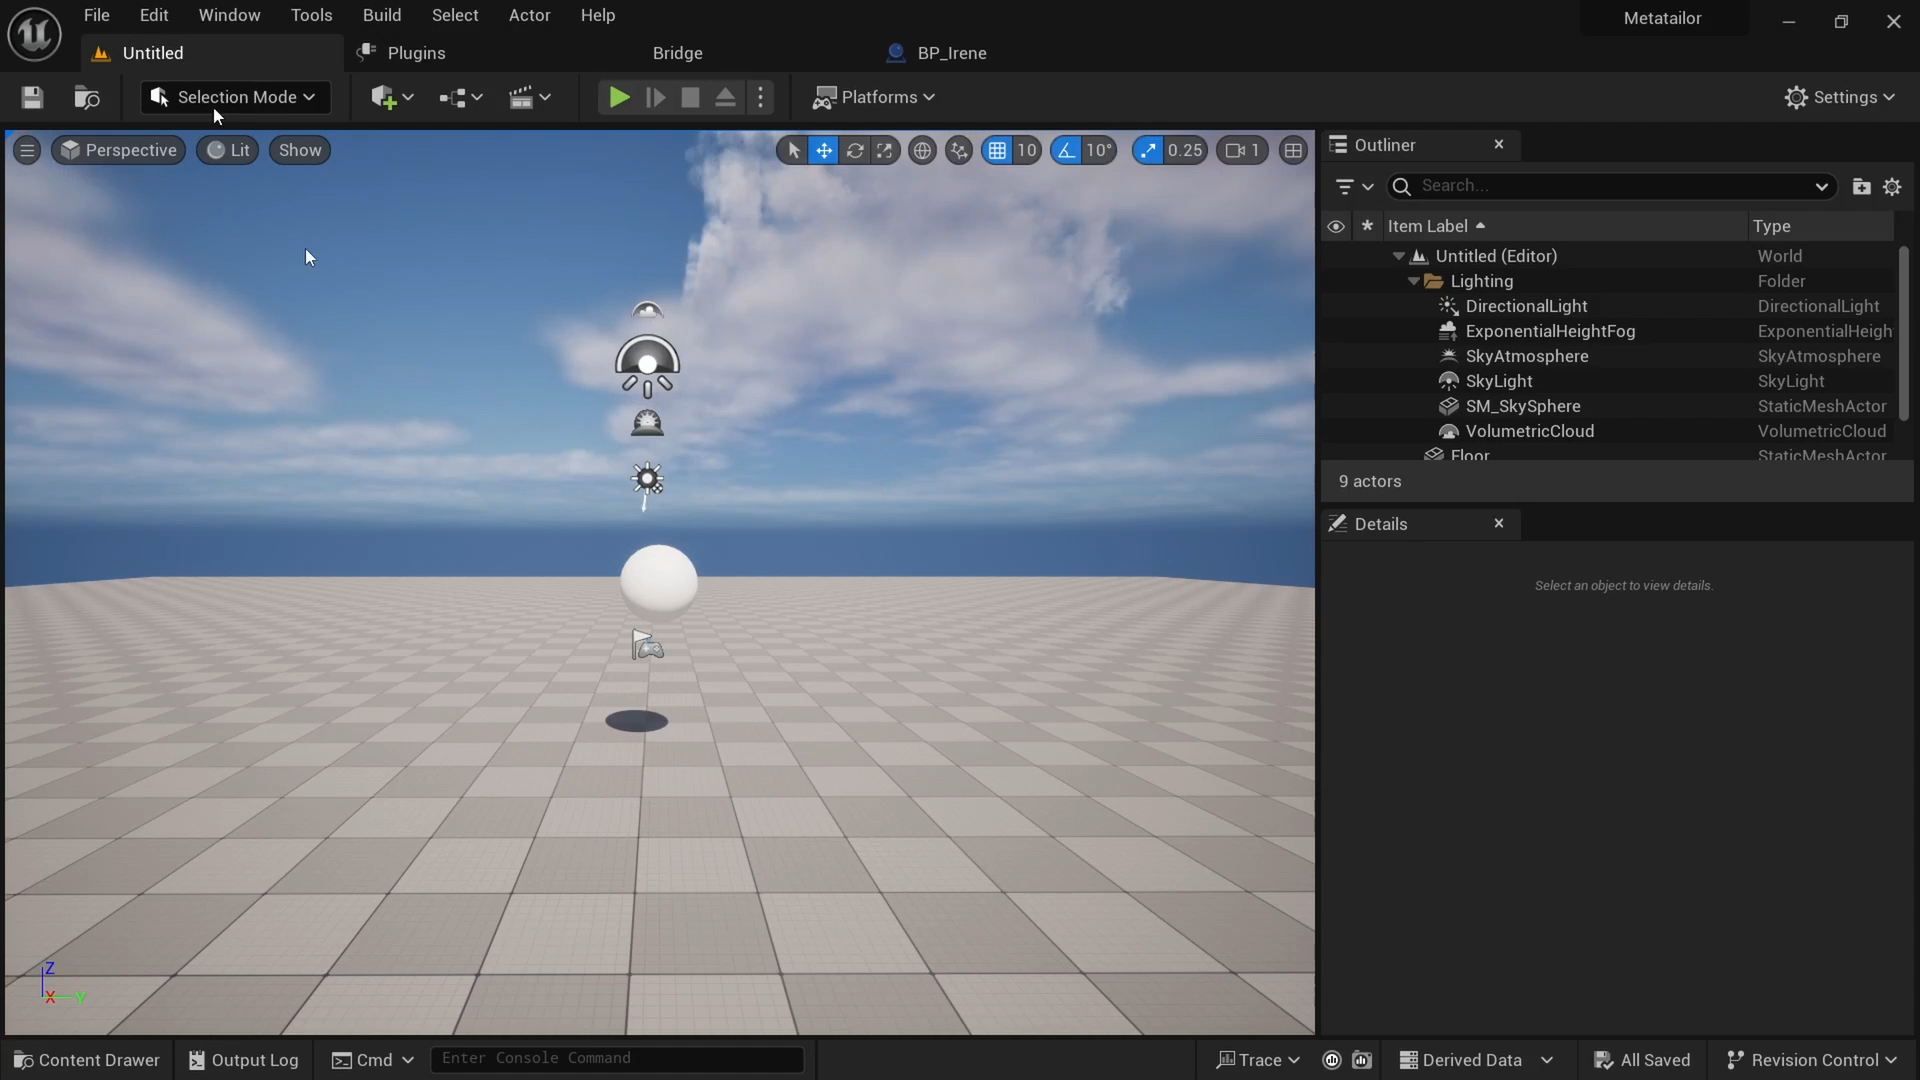 File Edit Window Tools Build Select Actor Help
Metatailor
Untitled
Plugins
Bridge
BP_Irene
Selection Mode
Platforms
Settings
Perspective
Lit
Show
10
10°
0.25
1
Outliner
Search...
* Item Label
Type
Untitled (Editor) World
Lighting Folder
DirectionalLight DirectionalLight
ExponentialHeightFog ExponentialHeigh
SkyAtmosphere SkyAtmosphere
SkyLight SkyLight
SM_SkySphere StaticMeshActor
VolumetricCloud VolumetricCloud
Floor StaticMeshActor
9 actors
Details
Select an object to view details.
Z
X Y
Content Drawer
Output Log
Cmd
Enter Console Command
Trace
Derived Data
All Saved
Revision Control